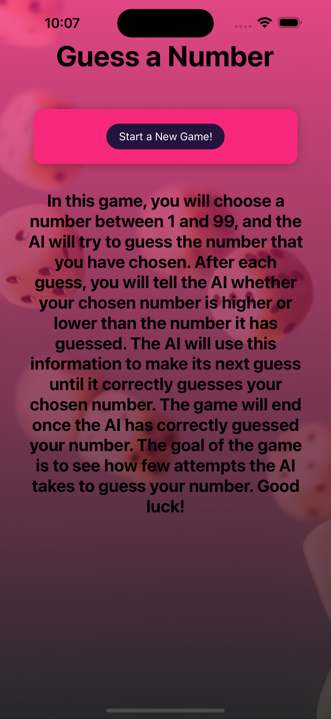 10:07
Guess a Number
Start a New Game!
In this game, you will choose a
number between 1 and 99, and the
AI will try to guess the number that
you have chosen. After each
guess, you will tell the AI whether
your chosen number is higher or
lower than the number it has
guessed. The AI will use this
information to make its next guess
until it correctly guesses your
chosen number. The game will end
once the AI has correctly guessed
your number. The goal of the game
is to see how few attempts the AI
takes to guess your number. Good
luck!